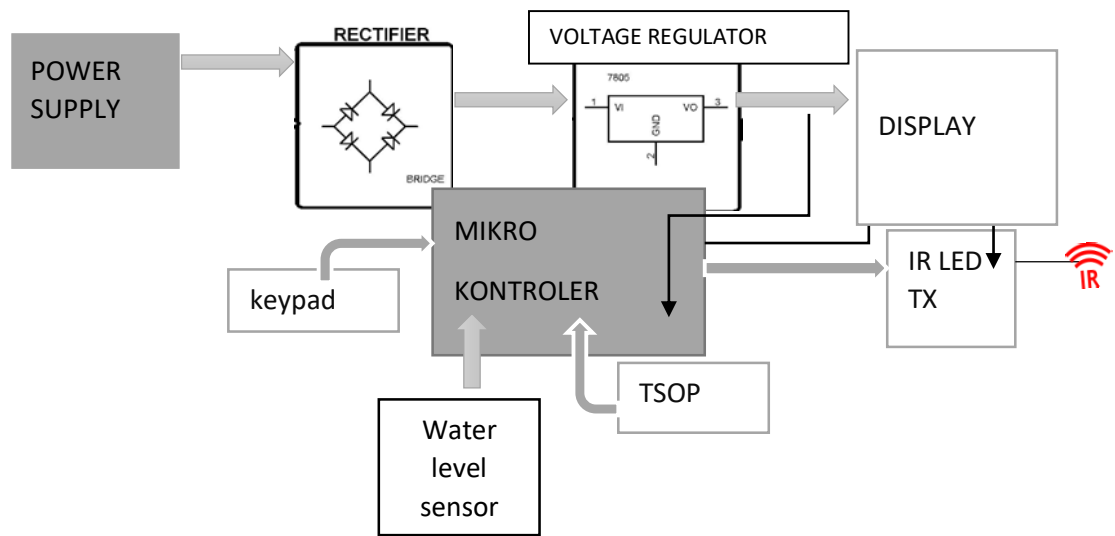 POWER
SUPPLY
RECTIFIER
BRIDGE
VOLTAGE REGULATOR
7805
1
VI
VO
3
GND
2
DISPLAY
MIKRO
KONTROLER
keypad
IR LED
TX
IR
TSOP
Water
level
sensor